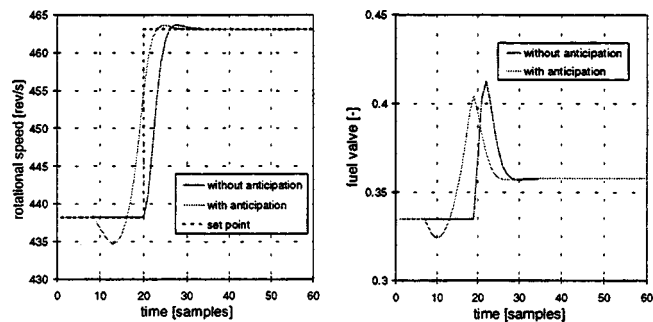 rotational speed [rev/s]
465
460
455
450
445
440
435
430
without anticipation
with anticipation
set point
0 10 20 30 40 50 60
time [samples]
fuel valve [-]
0.45
0.4
0.35
0.3
without anticipation
with anticipation
0 10 20 30 40 50 60
time [samples]